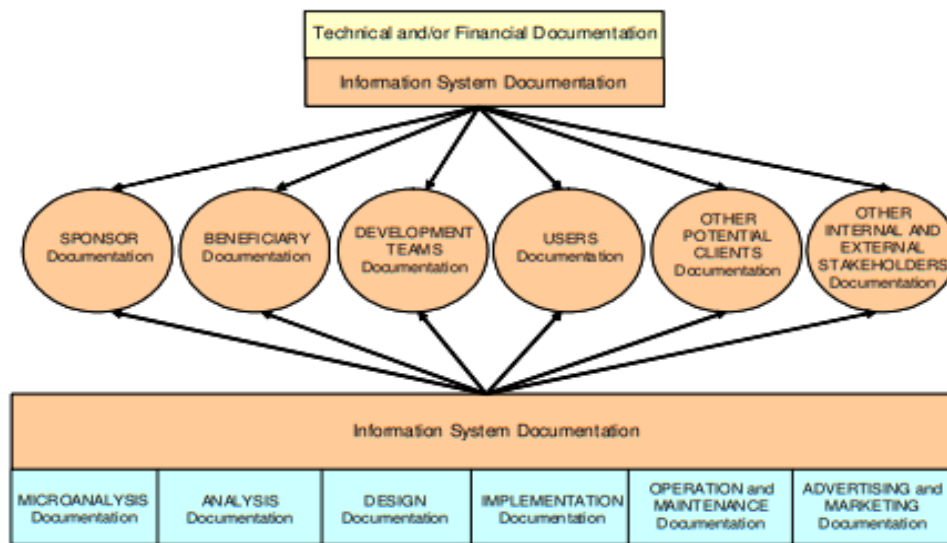 Technical and/or Financial Documentation
Information System Documentation
SPONSOR
Documentation
BENEFICIARY
Documentation
DEVELOPMENT
TEAMS
Documentation
USERS
Documentation
OTHER
POTENTIAL
CLIENTS
Documentation
OTHER
INTERNAL AND
EXTERNAL
STAKEHOLDERS
Documentation
Information System Documentation
MICROANALYSIS
Documentation
ANALYSIS
Documentation
DESIGN
Documentation
IMPLEMENTATION
Documentation
OPERATION and
MAINTENANCE
Documentation
ADVERTISING and
MARKETING
Documentation